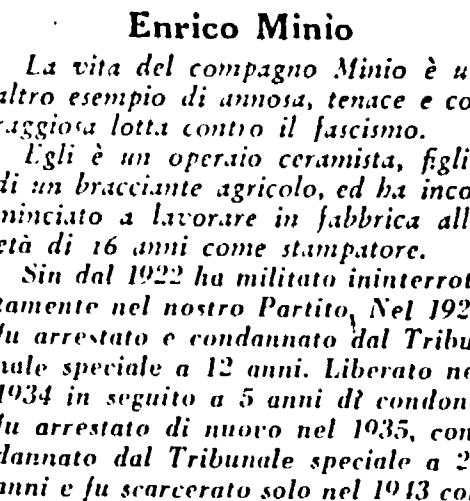 Enrico Minio
La vita del compagno Minio è u
altro esempio di annosa, tenace e co
raggiosa lotta contro il fascismo.
Egli è un operaio ceramista, figli
di un bracciante agricolo, ed ha inco
minciato a lavorare in fabbrica all
età di 16 anni come stampatore.
Sin dal 1922 ha militato ininterrot
tamente nel nostro Partito. Nel 192
fu arrestato e condannato dal Tribu
nale speciale a 12 anni. Liberato ne
1934 in seguito a 5 anni di condon
fu arrestato di nuovo nel 1935, con
dannato dal Tribunale speciale a 2
anni e fu scarcerato solo nel 1943 co